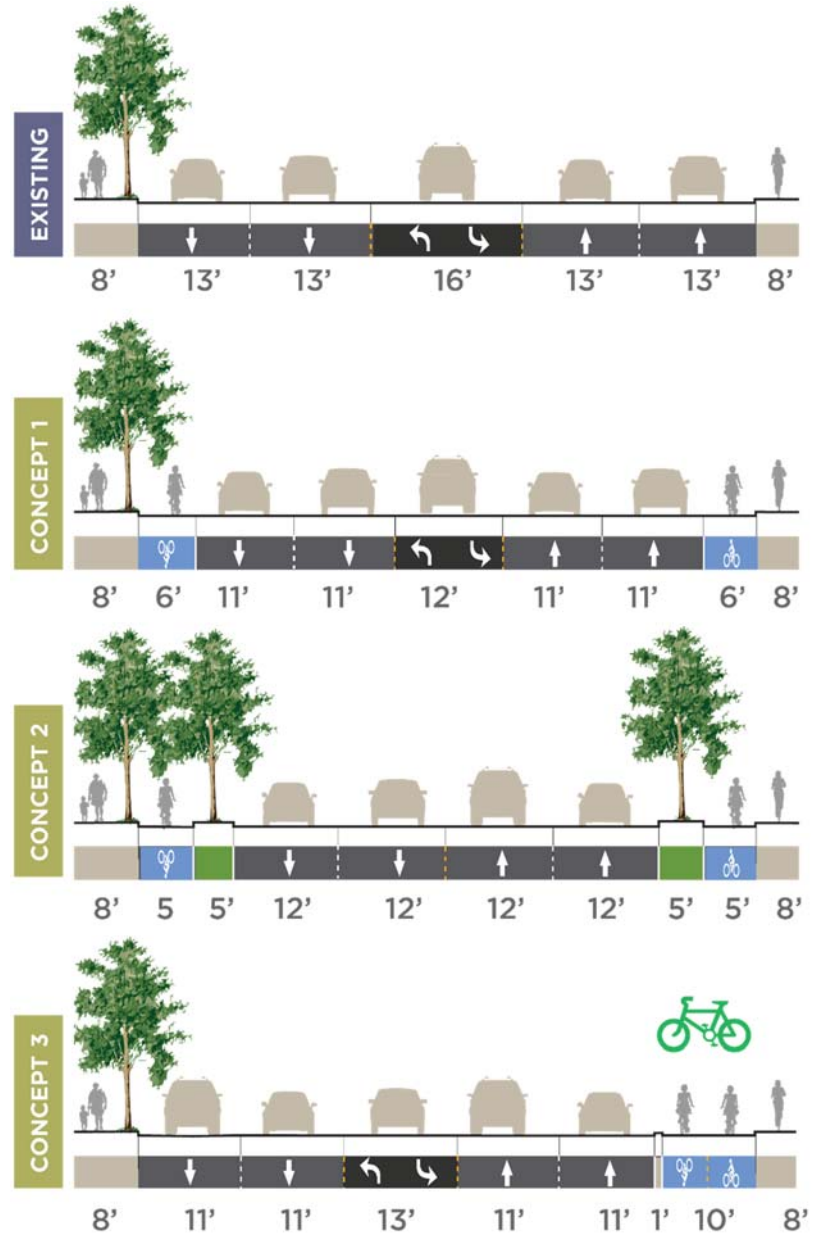 EXISTING
8’ 13’ 13’ 16’ 13’ 13’ 8’
CONCEPT 1
8’ 6’ 11’ 11’ 12’ 11’ 11’ 6’ 8’
CONCEPT 2
8’ 5 5’ 12’ 12’ 12’ 12’ 5’ 5’ 8’
CONCEPT 3
8’ 11’ 11’ 13’ 11’ 11’ 1’ 10’ 8’